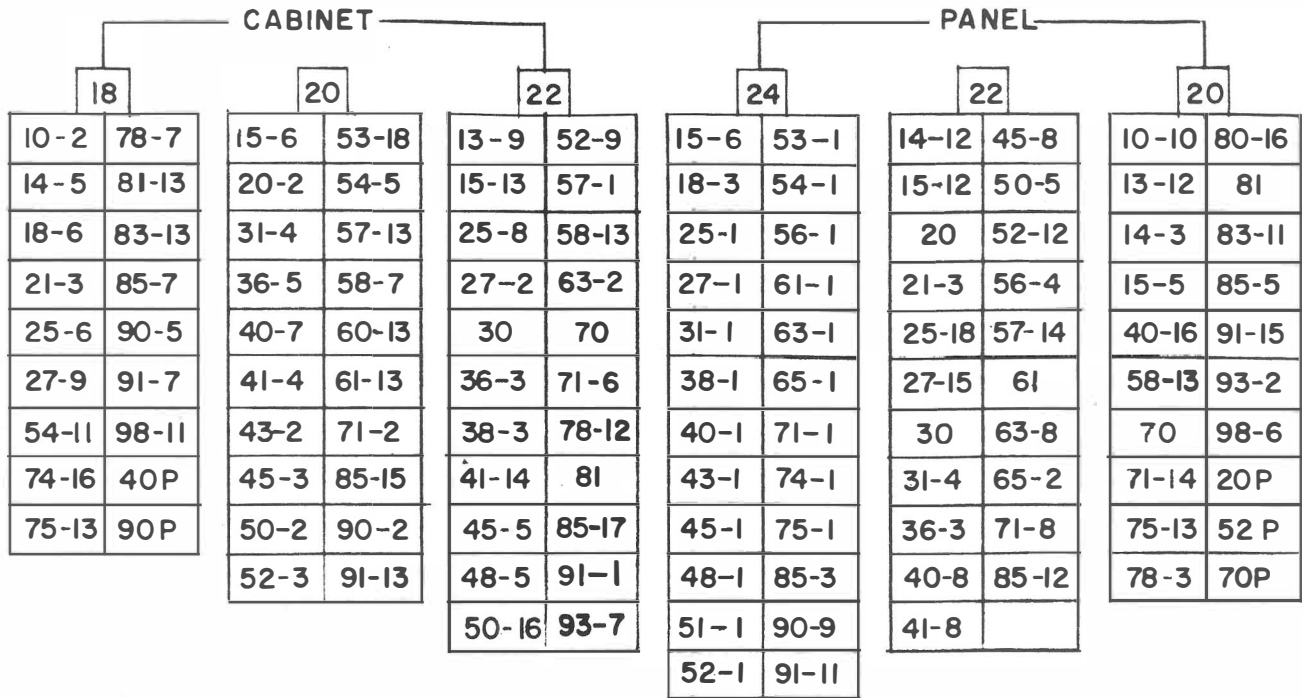 CABINET PANEL
18 20 22 24 22 20
10-2 78-7 15-6 53-18 13-9 52-9 15-6 53-1 14-12 45-8 10-10 80-16
14-5 81-13 20-2 54-5 15-13 57-1 18-3 54-1 15-12 50-5 13-12 81
18-6 83-13 31-4 57-13 25-8 58-13 25-1 56-1 20 52-12 14-3 83-11
21-3 85-7 36-5 58-7 27-2 63-2 27-1 61-1 21-3 56-4 15-5 85-5
25-6 90-5 40-7 60-13 30 70 31-1 63-1 25-18 57-14 40-16 91-15
27-9 91-7 41-4 61-13 36-3 71-6 38-1 65-1 27-15 61 58-13 93-2
54-11 98-11 43-2 71-2 38-3 78-12 40-1 71-1 30 63-8 70 98-6
74-16 40P 45-3 85-15 41-14 81 43-1 74-1 31-4 65-2 71-14 20P
75-13 90P 50-2 90-2 45-5 85-17 45-1 75-1 36-3 71-8 75-13 52 P
52-3 91-13 48-5 91-1 48-1 85-3 40-8 85-12 78-3 70P
50-16 93-7 51-1 90-9 41-8
52-1 91-11